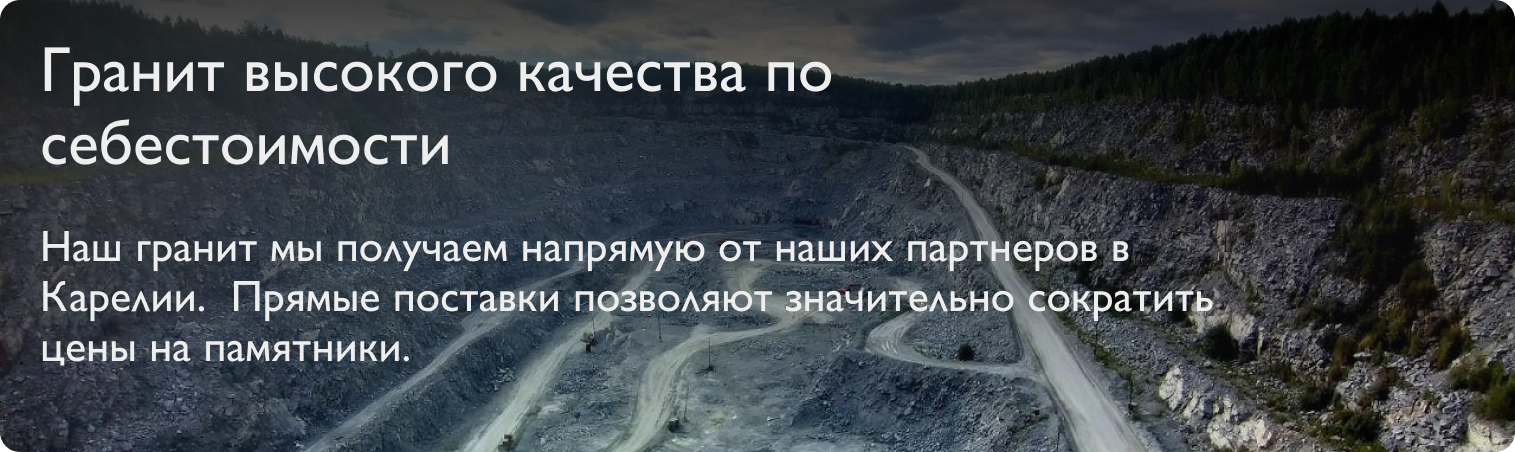 Гранит высокого качества по
себестоимости
Наш гранит мы получаем напрямую от наших партнеров в
Карелии.  Прямые поставки позволяют значительно сократить
цены на памятники.